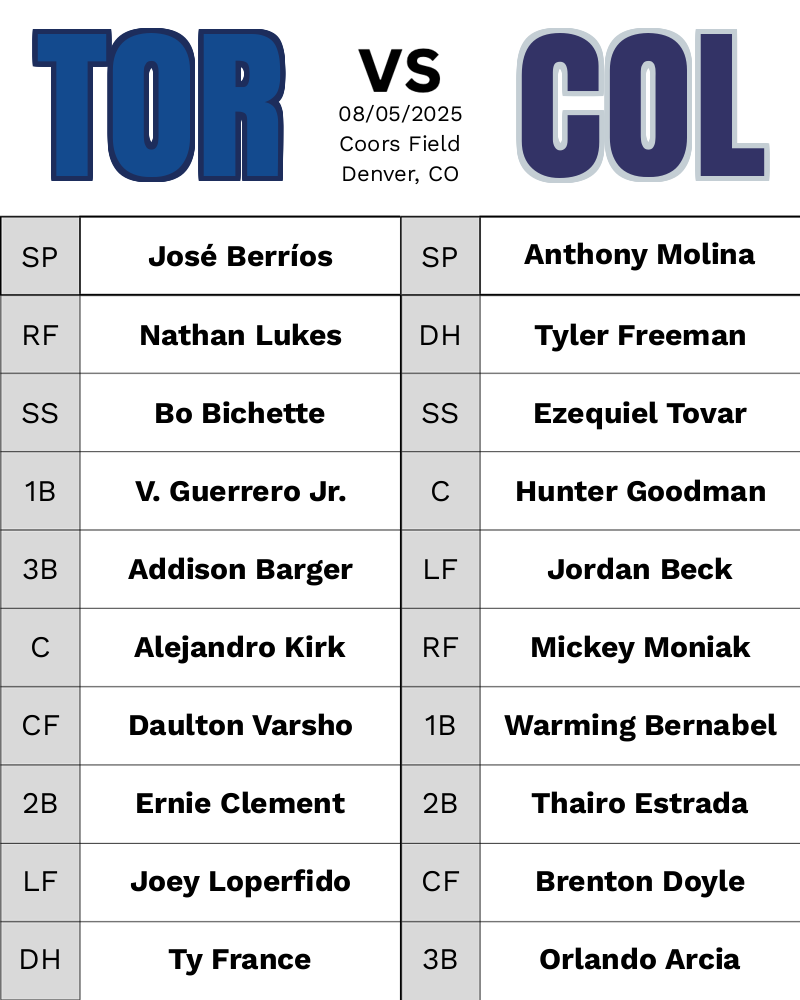 TOR VS COL
08/05/2025
Coors Field
Denver, CO
SP José Berríos SP Anthony Molina
RF Nathan Lukes DH Tyler Freeman
SS Bo Bichette SS Ezequiel Tovar
1B V. Guerrero Jr. C Hunter Goodman
3B Addison Barger LF Jordan Beck
C Alejandro Kirk RF Mickey Moniak
CF Daulton Varsho 1B Warming Bernabel
2B Ernie Clement 2B Thairo Estrada
LF Joey Loperfido CF Brenton Doyle
DH Ty France 3B Orlando Arcia